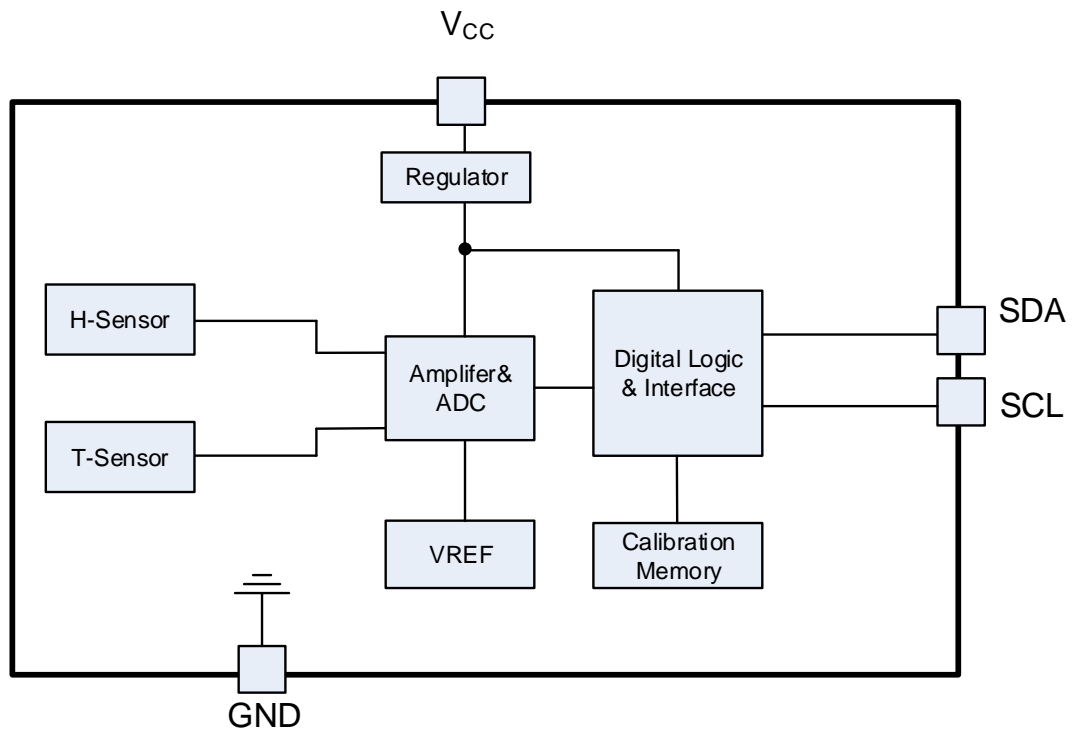 VCC
Regulator
H-Sensor
SDA
Digital Logic
& Interface
Amplifer&
ADC
SCL
T-Sensor
VREF
Calibration
Memory
GND